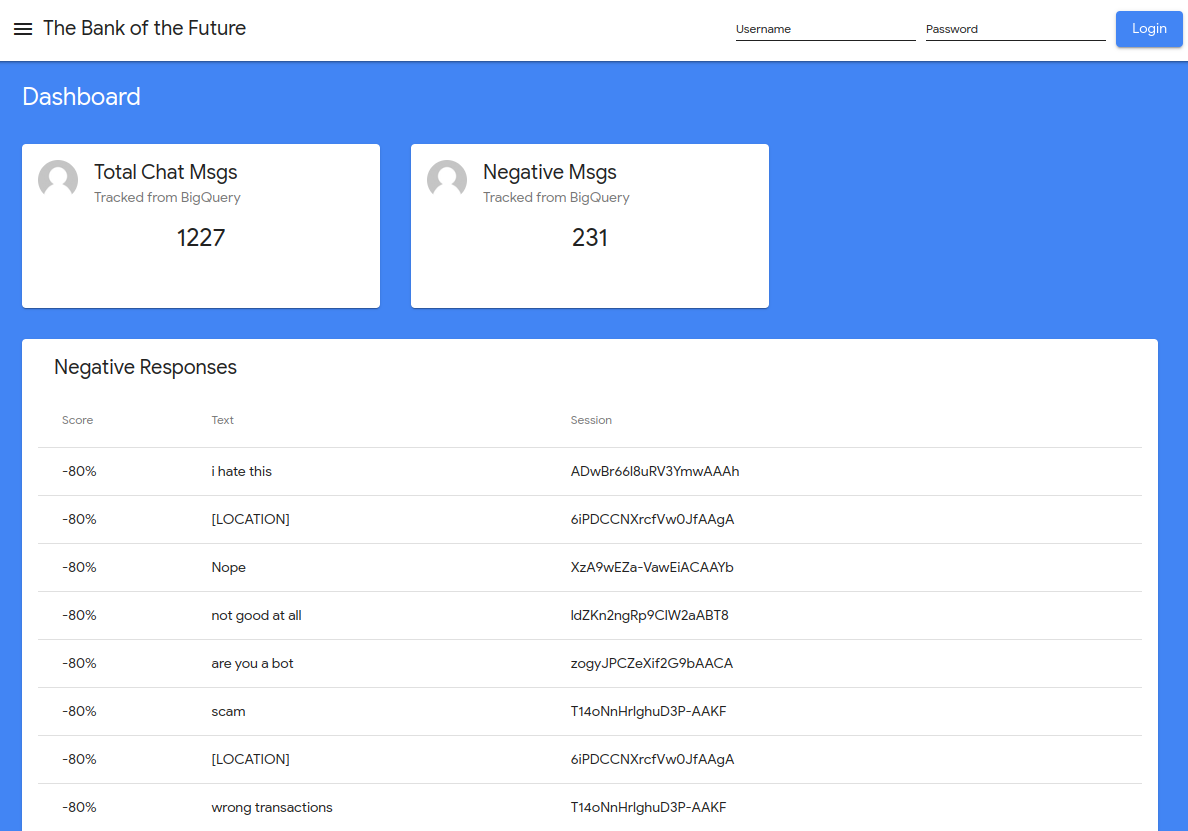 The Bank of the Future
Username Password Login
Dashboard
Total Chat Msgs
Tracked from BigQuery
1227
Negative Msgs
Tracked from BigQuery
231
Negative Responses
Score Text Session
-80% i hate this ADwBr66I8uRV3YmwAAAh
-80% [LOCATION] 6iPDCCNXrcfVw0JfAAgA
-80% Nope XzA9wEZa-VawEiACAAYb
-80% not good at all ldZKn2ngRp9ClW2aABT8
-80% are you a bot zogyJPCZeXif2G9bAACA
-80% scam T14oNnHrlghuD3P-AAKF
-80% [LOCATION] 6iPDCCNXrcfVw0JfAAgA
-80% wrong transactions T14oNnHrlghuD3P-AAKF